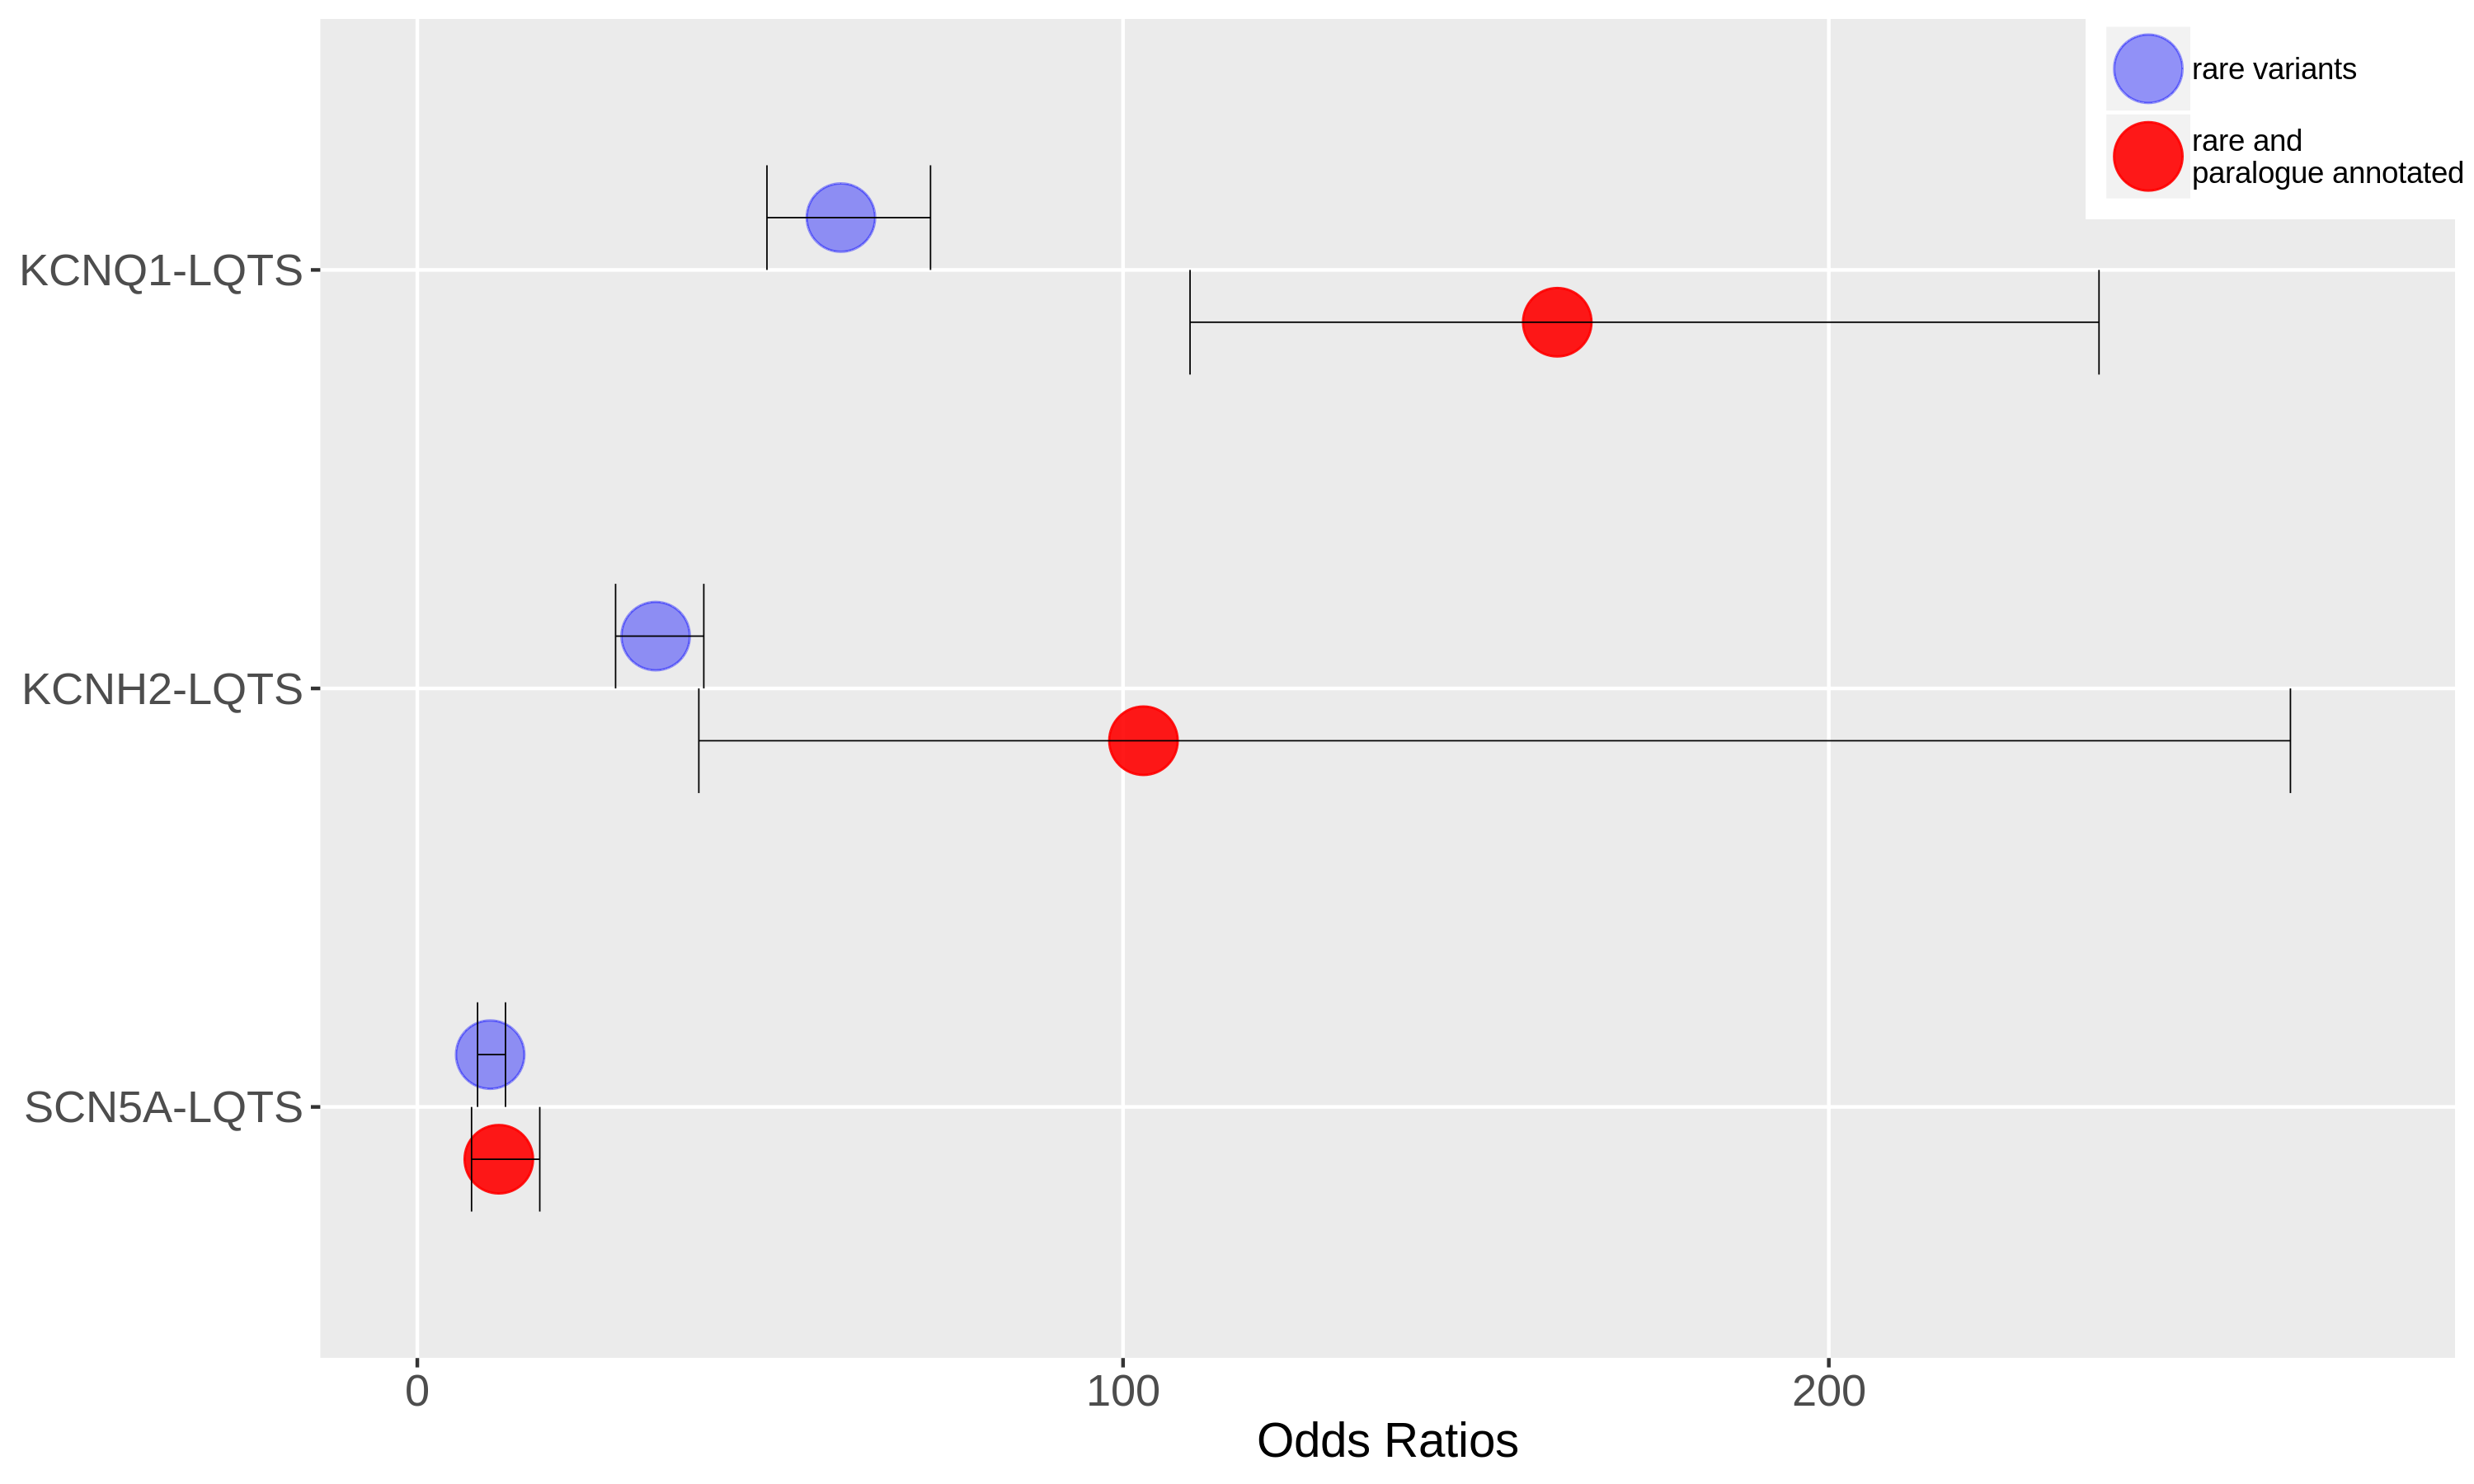 rare variants
rare and
paralogue annotated
KCNQ1-LQTS
KCNH2-LQTS
SCN5A-LQTS
0
100
200
Odds Ratios